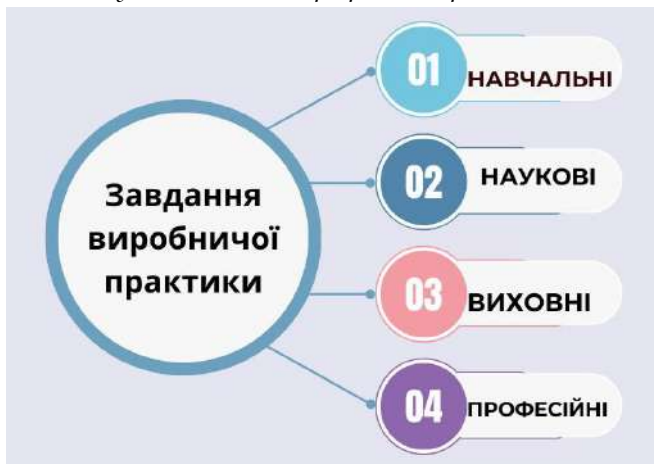 Завдання
виробничої
практики
01
НАВЧАЛЬНІ
02
НАУКОВІ
03
ВИХОВНІ
04
ПРОФЕСІЙНІ